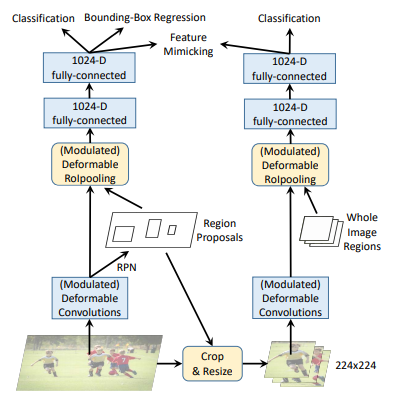 Classification
Bounding-Box Regression
Classification
Feature
Mimicking
1024-D
fully-connected
1024-D
fully-connected
1024-D
fully-connected
1024-D
fully-connected
(Modulated)
Deformable
RoIpooling
(Modulated)
Deformable
RoIpooling
Region
Proposals
Whole
Image
Regions
RPN
(Modulated)
Deformable
Convolutions
(Modulated)
Deformable
Convolutions
Crop
& Resize
224x224